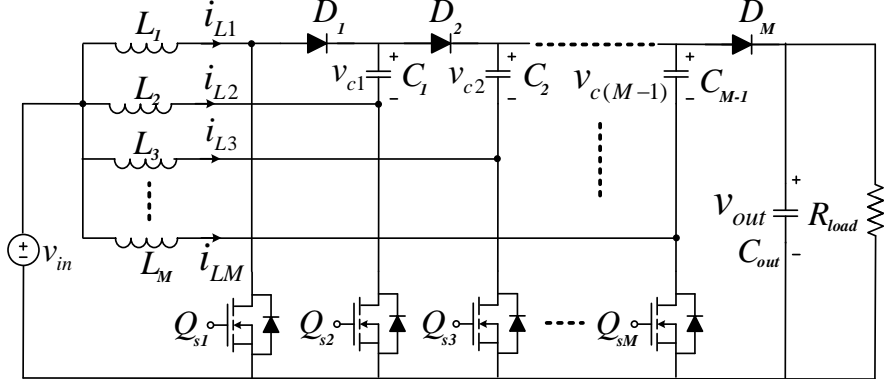 L1 iL1 D1 D2 DM
L2 iL2 vc1 C1 vc2 C2 vc(M−1) CM-1
L3 iL3
LM iLM
vin
vout Cout Rload
Qs1 Qs2 Qs3 QsM